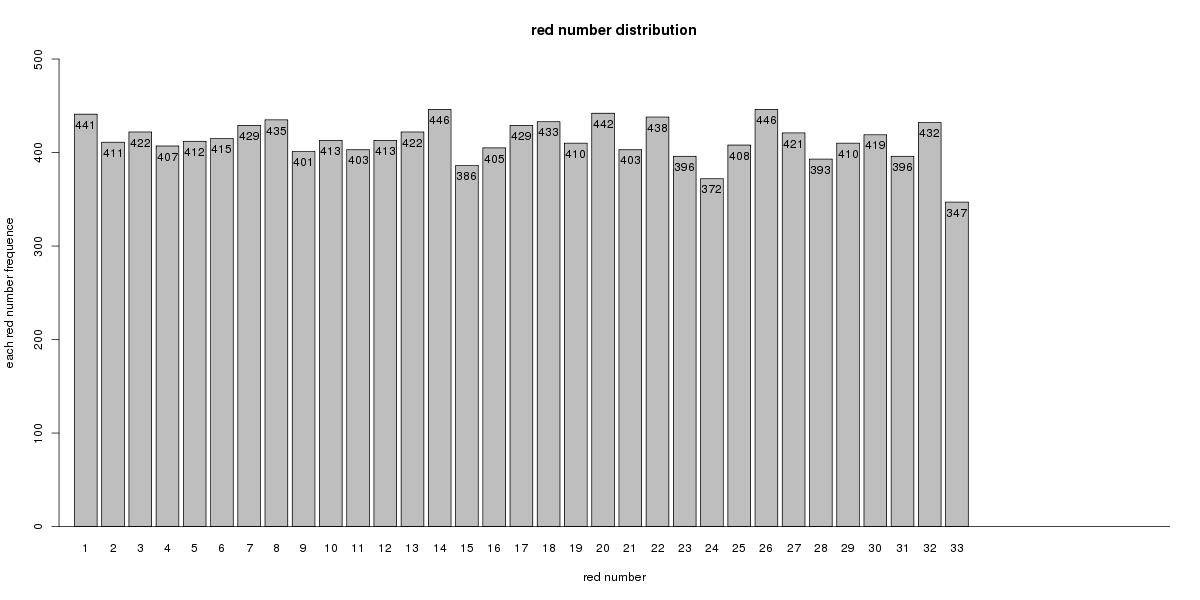 red number distribution
500
400
300
200
100
0
each red number frequence
441 411 422 407 412 415 429 435 401 413 403 413 422 446 386 405 429 433 410 442 403 438 396 372 408 446 421 393 410 419 396 432 347
1 2 3 4 5 6 7 8 9 10 11 12 13 14 15 16 17 18 19 20 21 22 23 24 25 26 27 28 29 30 31 32 33
red number